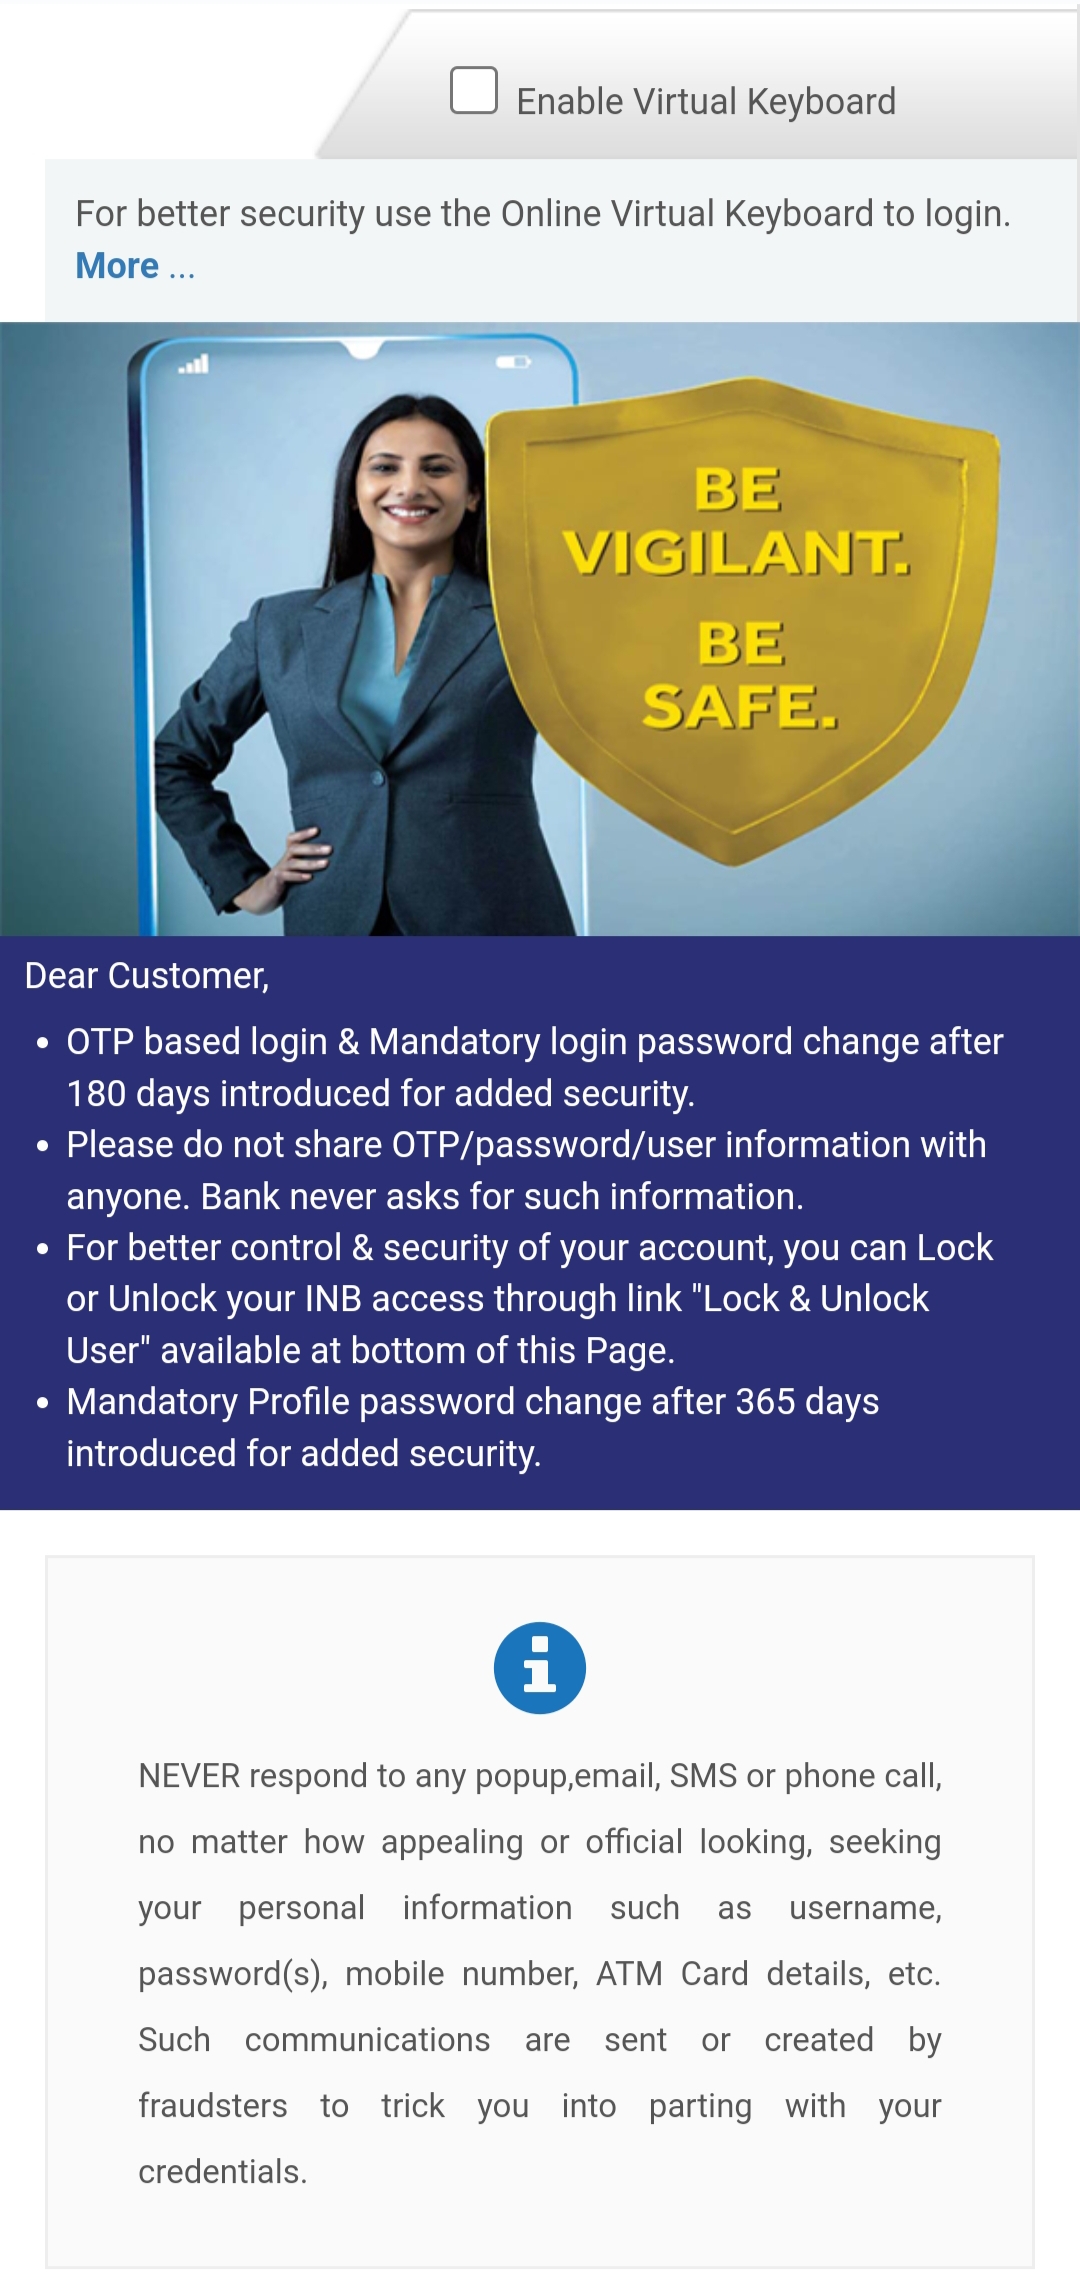 Enable Virtual Keyboard
For better security use the Online Virtual Keyboard to login.
More ...
BE
VIGILANT.
BE
SAFE.
Dear Customer,
• OTP based login & Mandatory login password change after
180 days introduced for added security.
• Please do not share OTP/password/user information with
anyone. Bank never asks for such information.
• For better control & security of your account, you can Lock
or Unlock your INB access through link "Lock & Unlock
User" available at bottom of this Page.
• Mandatory Profile password change after 365 days
introduced for added security.
NEVER respond to any popup,email, SMS or phone call,
no matter how appealing or official looking, seeking
your personal information such as username,
password(s), mobile number, ATM Card details, etc.
Such communications are sent or created by
fraudsters to trick you into parting with your
credentials.